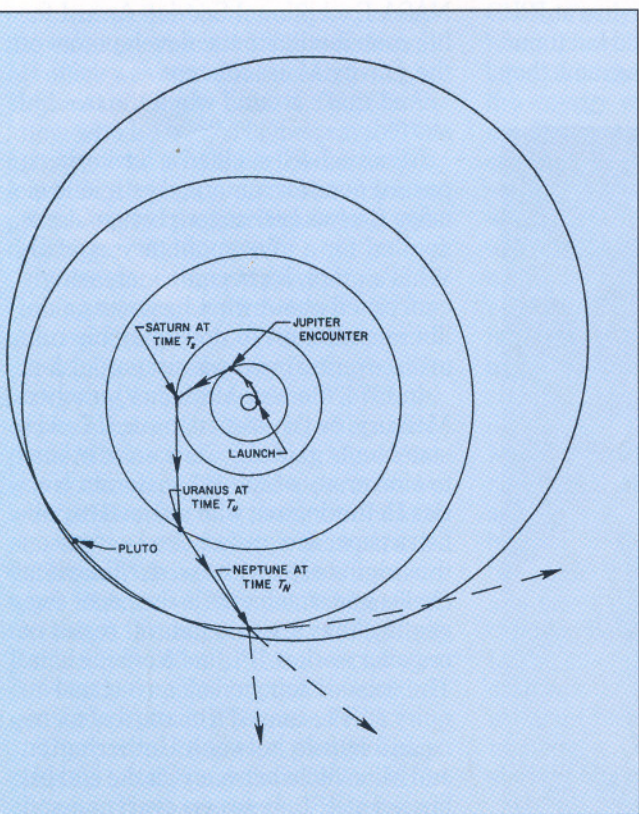 SATURN AT
TIME Ts
JUPITER
ENCOUNTER
LAUNCH
URANUS AT
TIME Tu
PLUTO
NEPTUNE AT
TIME TN